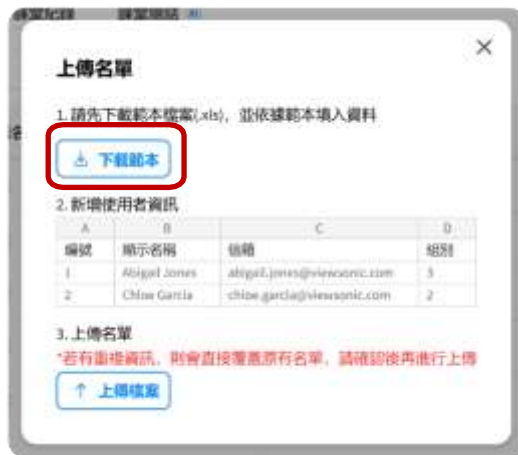 上傳名單
1. 請先下載範本檔案(.xls)，並依據範本填入資料
下載範本
2. 新增使用者資訊
A B C D
編號 顯示名稱 信箱 組別
1 Abigail Jones abigail.jones@viewsonic.com 3
2 Chloe Garcia chloe.garcia@viewsonic.com 2
3. 上傳名單
*若有重複資訊，則會直接覆蓋原有名單，請確認後再進行上傳
上傳檔案